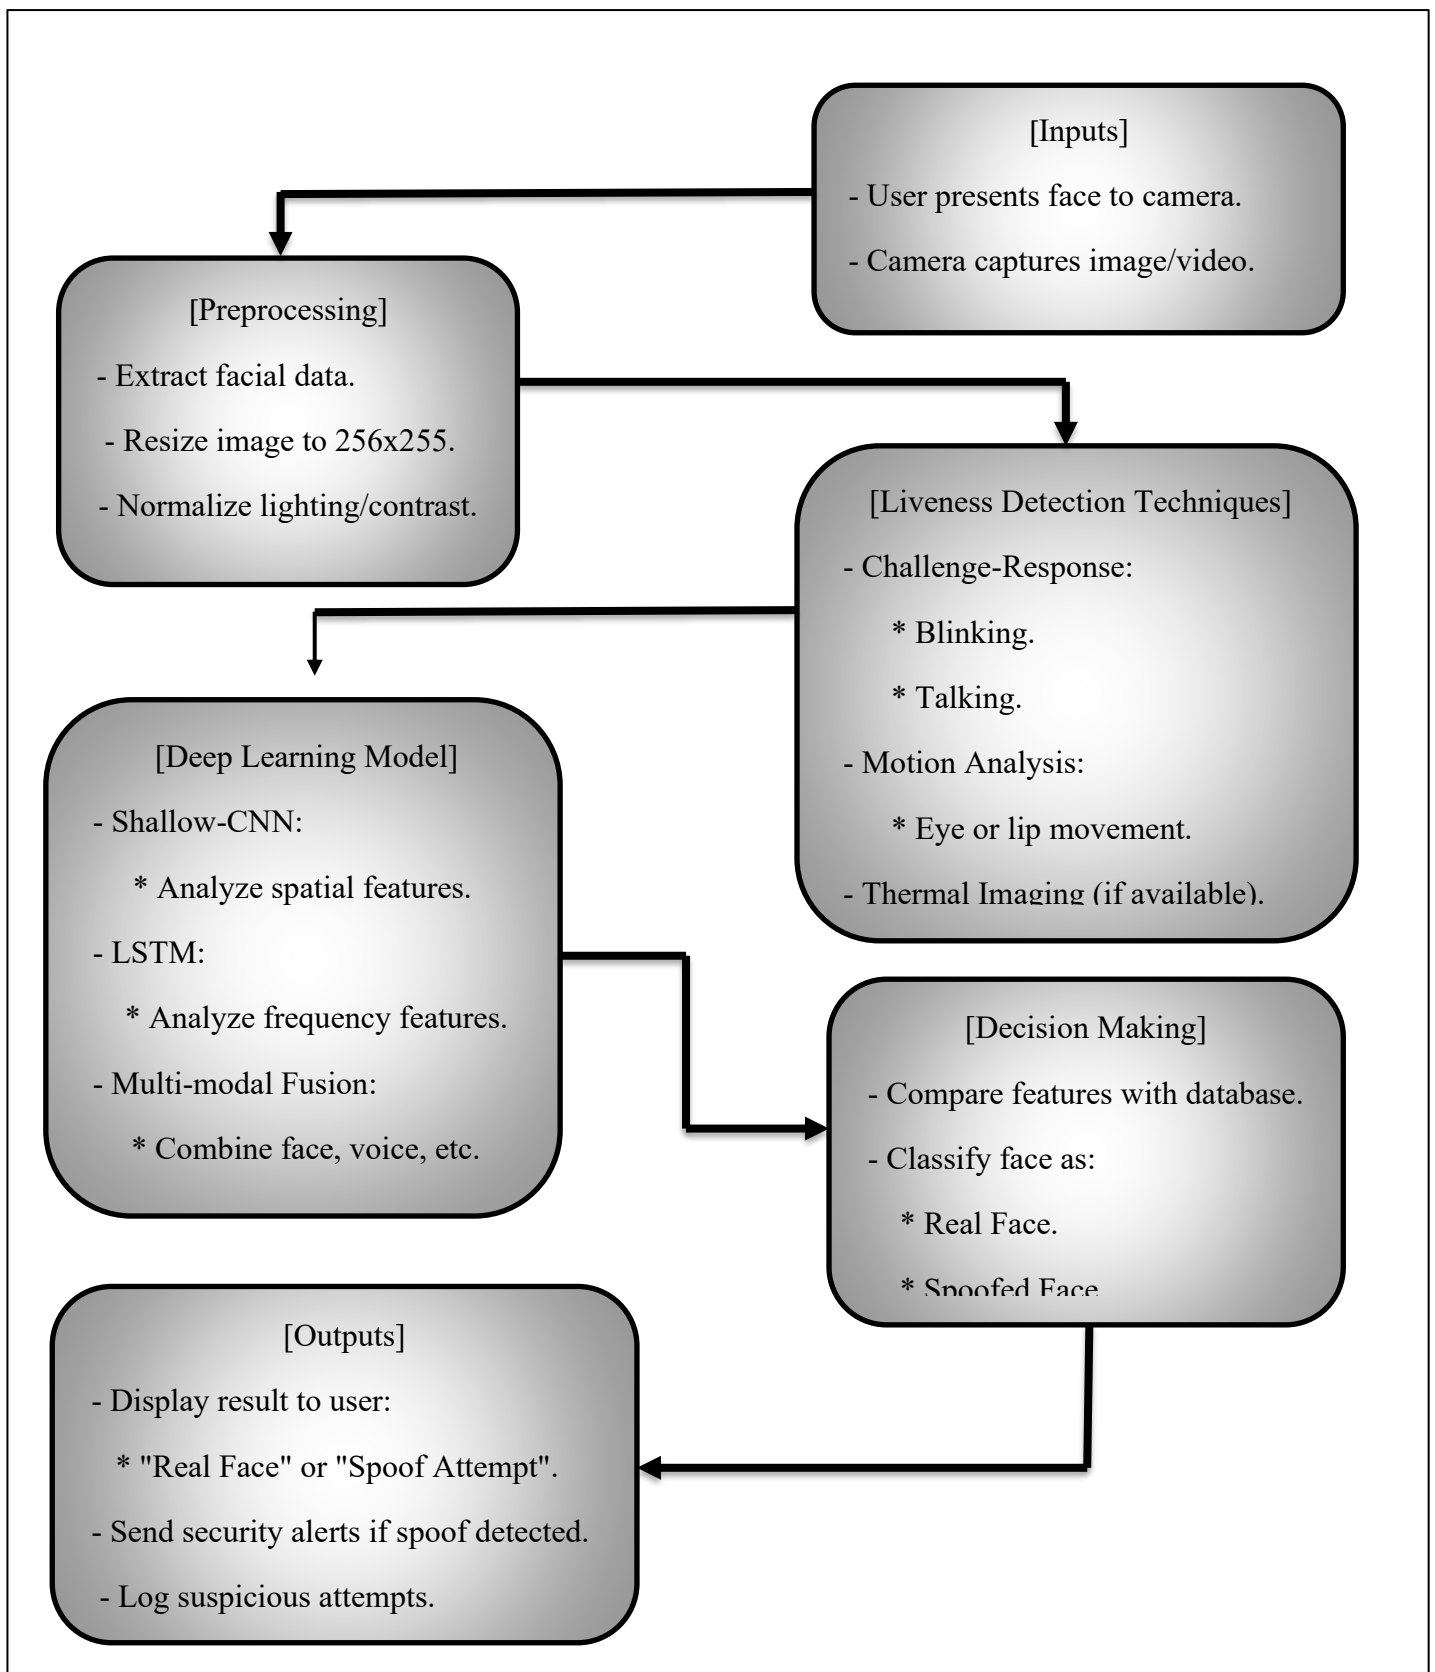 [Inputs]
- User presents face to camera.
- Camera captures image/video.
[Preprocessing]
- Extract facial data.
- Resize image to 256x255.
- Normalize lighting/contrast.
[Liveness Detection Techniques]
- Challenge-Response:
* Blinking.
* Talking.
- Motion Analysis:
* Eye or lip movement.
- Thermal Imaging (if available).
[Deep Learning Model]
- Shallow-CNN:
* Analyze spatial features.
- LSTM:
* Analyze frequency features.
- Multi-modal Fusion:
* Combine face, voice, etc.
[Decision Making]
- Compare features with database.
- Classify face as:
* Real Face.
* Spoofed Face
[Outputs]
- Display result to user:
* "Real Face" or "Spoof Attempt".
- Send security alerts if spoof detected.
- Log suspicious attempts.